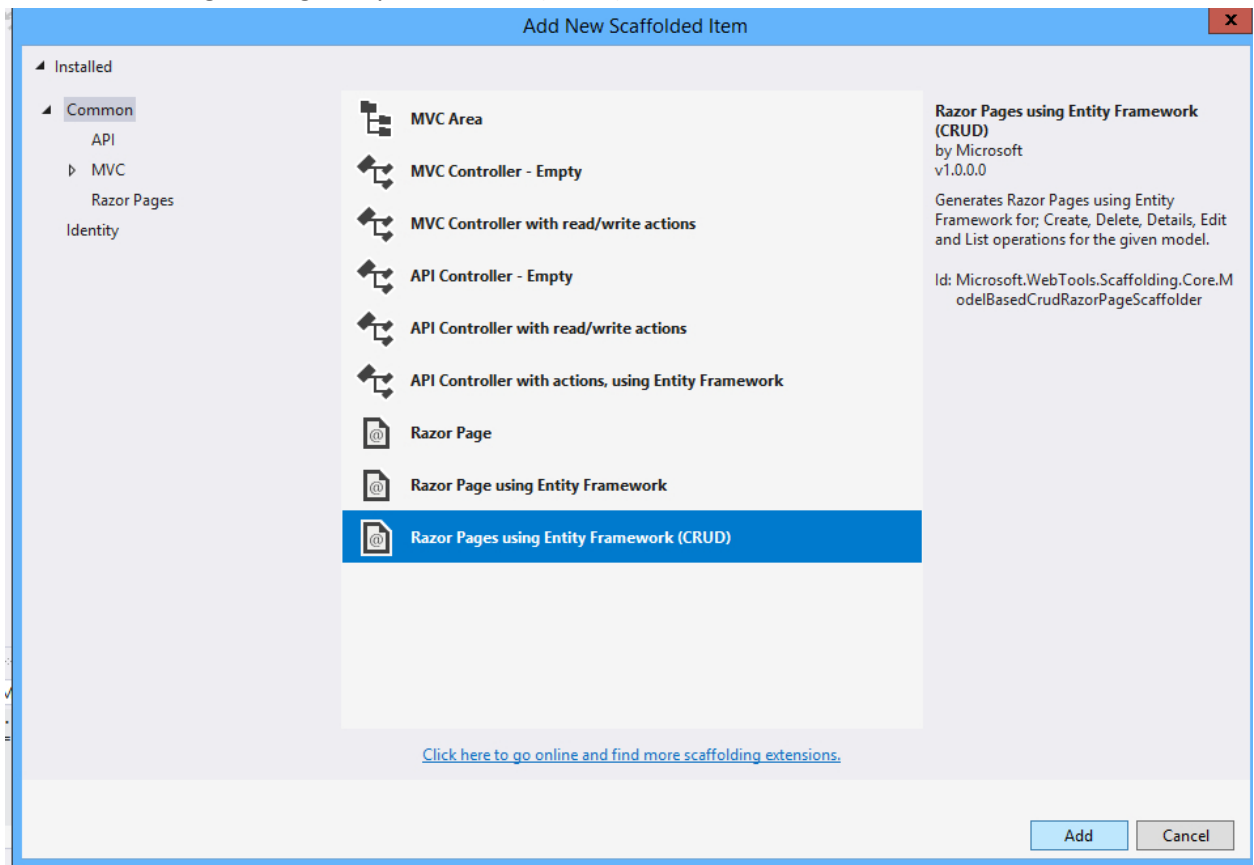 Add New Scaffolded Item
X
Installed
Common
API
MVC
Razor Pages
Identity
MVC Area
MVC Controller - Empty
MVC Controller with read/write actions
API Controller - Empty
API Controller with read/write actions
API Controller with actions, using Entity Framework
Razor Page
Razor Page using Entity Framework
Razor Pages using Entity Framework (CRUD)
Click here to go online and find more scaffolding extensions.
Razor Pages using Entity Framework
(CRUD)
by Microsoft
v1.0.0.0
Generates Razor Pages using Entity
Framework for; Create, Delete, Details, Edit
and List operations for the given model.
Id: Microsoft.WebTools.Scaffolding.Core.M
odelBasedCrudRazorPageScaffolder
Add
Cancel